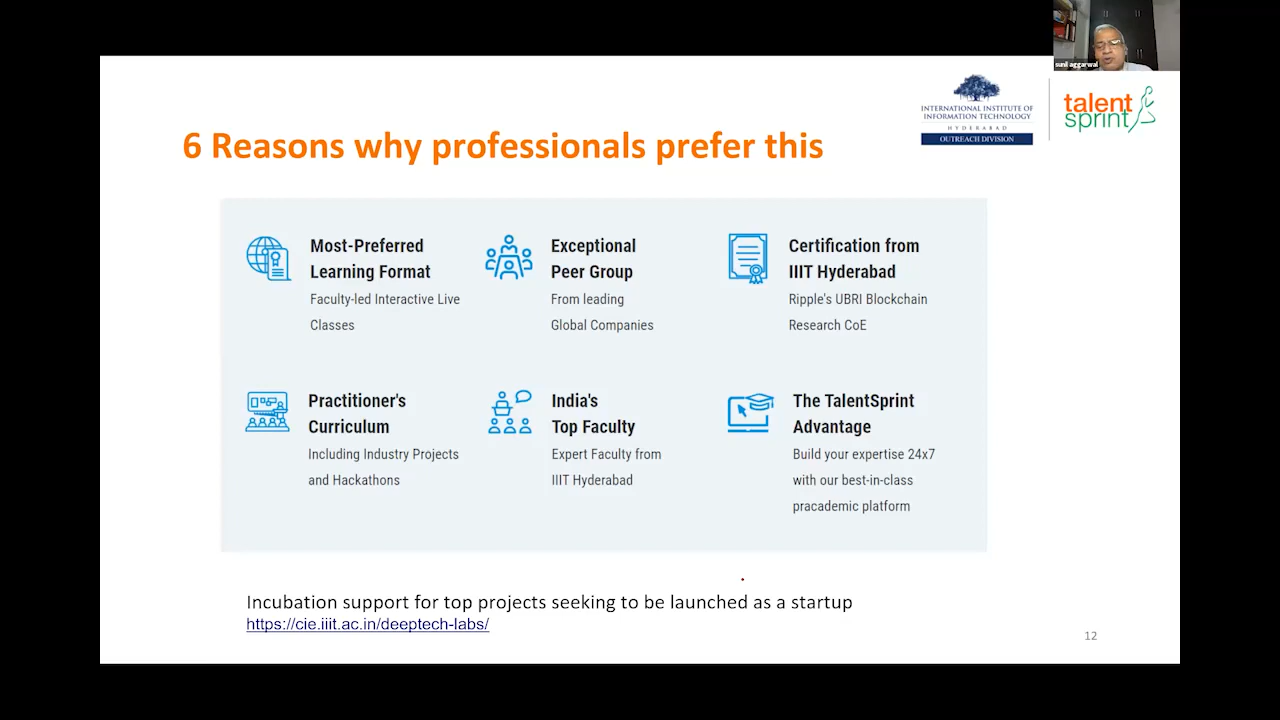 sunil aggarwal
INTERNATIONAL INSTITUTE OF
INFORMATION TECHNOLOGY
HYDERABAD
OUTREACH DIVISION
talent
sprint
6 Reasons why professionals prefer this
Most-Preferred
Learning Format
Faculty-led Interactive Live
Classes
Exceptional
Peer Group
From leading
Global Companies
Certification from
IIIT Hyderabad
Ripple's UBRI Blockchain
Research CoE
Practitioner's
Curriculum
Including Industry Projects
and Hackathons
India's
Top Faculty
Expert Faculty from
IIIT Hyderabad
The TalentSprint
Advantage
Build your expertise 24x7
with our best-in-class
pracademic platform
Incubation support for top projects seeking to be launched as a startup
https://cie.iiit.ac.in/deeptech-labs/
12